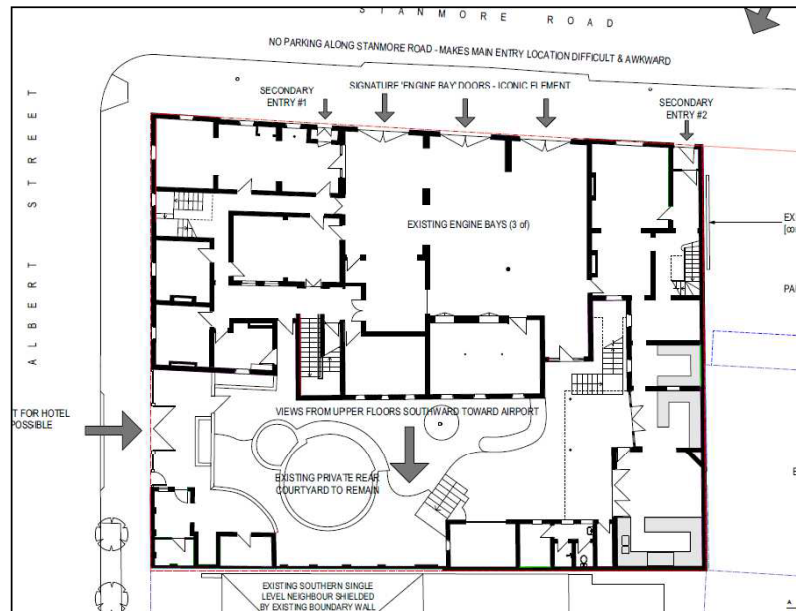 STANMORE ROAD
NO PARKING ALONG STANMORE ROAD - MAKES MAIN ENTRY LOCATION DIFFICULT & AWKWARD
SECONDARY
ENTRY #1
SIGNATURE 'ENGINE BAY' DOORS - ICONIC ELEMENT
SECONDARY
ENTRY #2
ALBERT STREET
EXISTING ENGINE BAYS (3 of)
EX
PA
T FOR HOTEL
POSSIBLE
VIEWS FROM UPPER FLOORS SOUTHWARD TOWARD AIRPORT
EXISTING PRIVATE REAR
COURTYARD TO REMAIN
EXISTING SOUTHERN SINGLE
LEVEL NEIGHBOUR SHIELDED
BY EXISTING BOUNDARY WALL